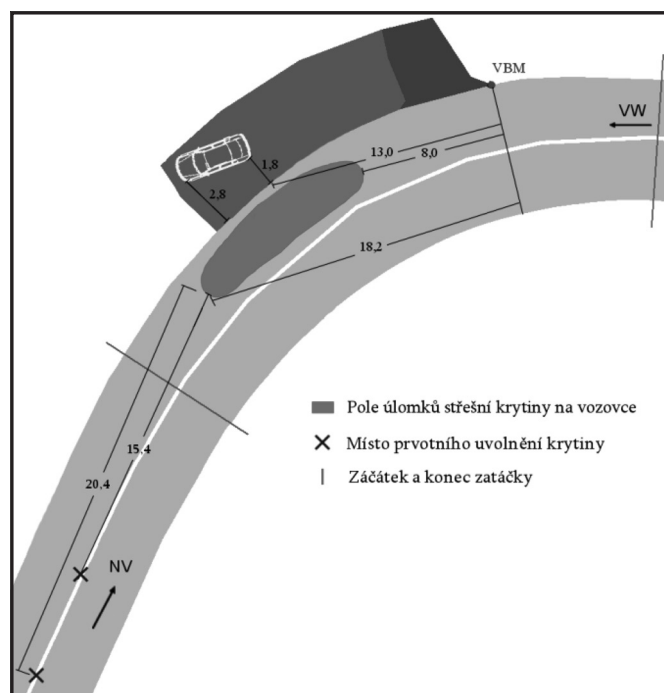 VBM
VW
13,0
8,0
1,8
2,8
18,2
Pole úlomků střešní krytiny na vozovce
Místo prvotního uvolnění krytiny
Záčátek a konec zatáčky
15,4
20,4
NV